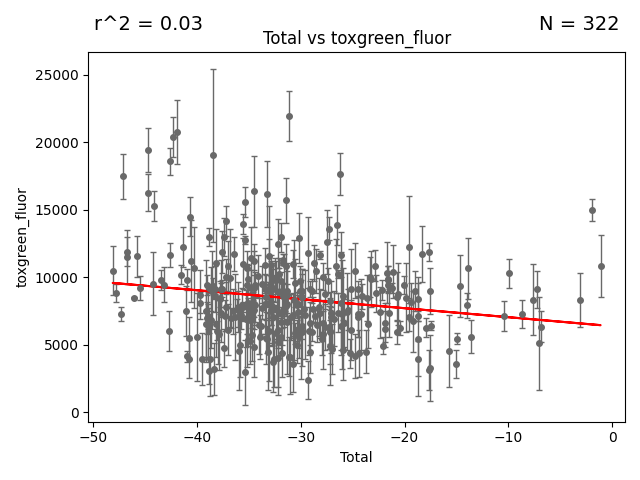 r^2 = 0.03
N = 322
Total vs toxgreen_fluor
toxgreen_fluor
25000
20000
15000
10000
5000
0
−50
−40
−30
−20
−10
0
Total